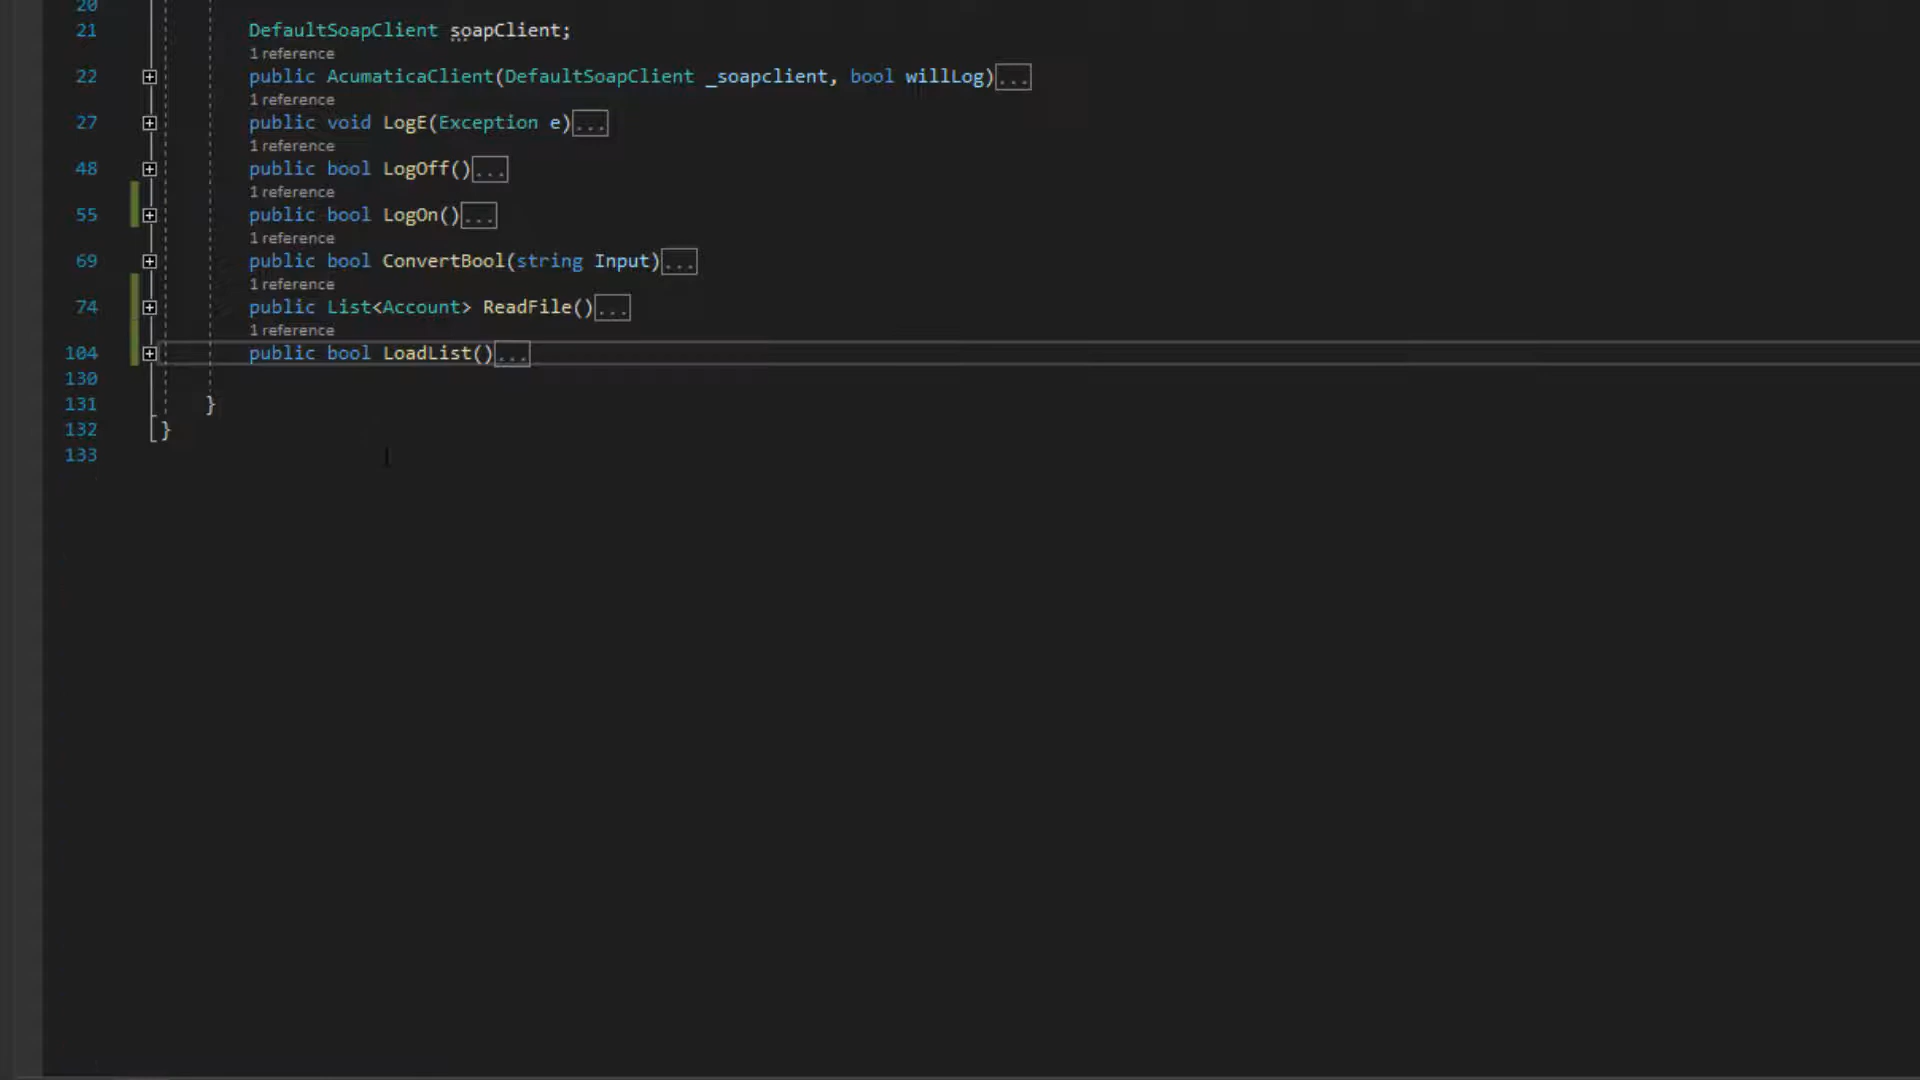 20
21 DefaultSoapClient soapClient;
1 reference
22 public AcumaticaClient(DefaultSoapClient _soapclient, bool willLog)...
1 reference
27 public void LogE(Exception e)...
1 reference
48 public bool LogOff()...
1 reference
55 public bool LogOn()...
1 reference
69 public bool ConvertBool(string Input)...
1 reference
74 public List<Account> ReadFile()...
1 reference
104 public bool LoadList()...
130
131 }
132 }
133